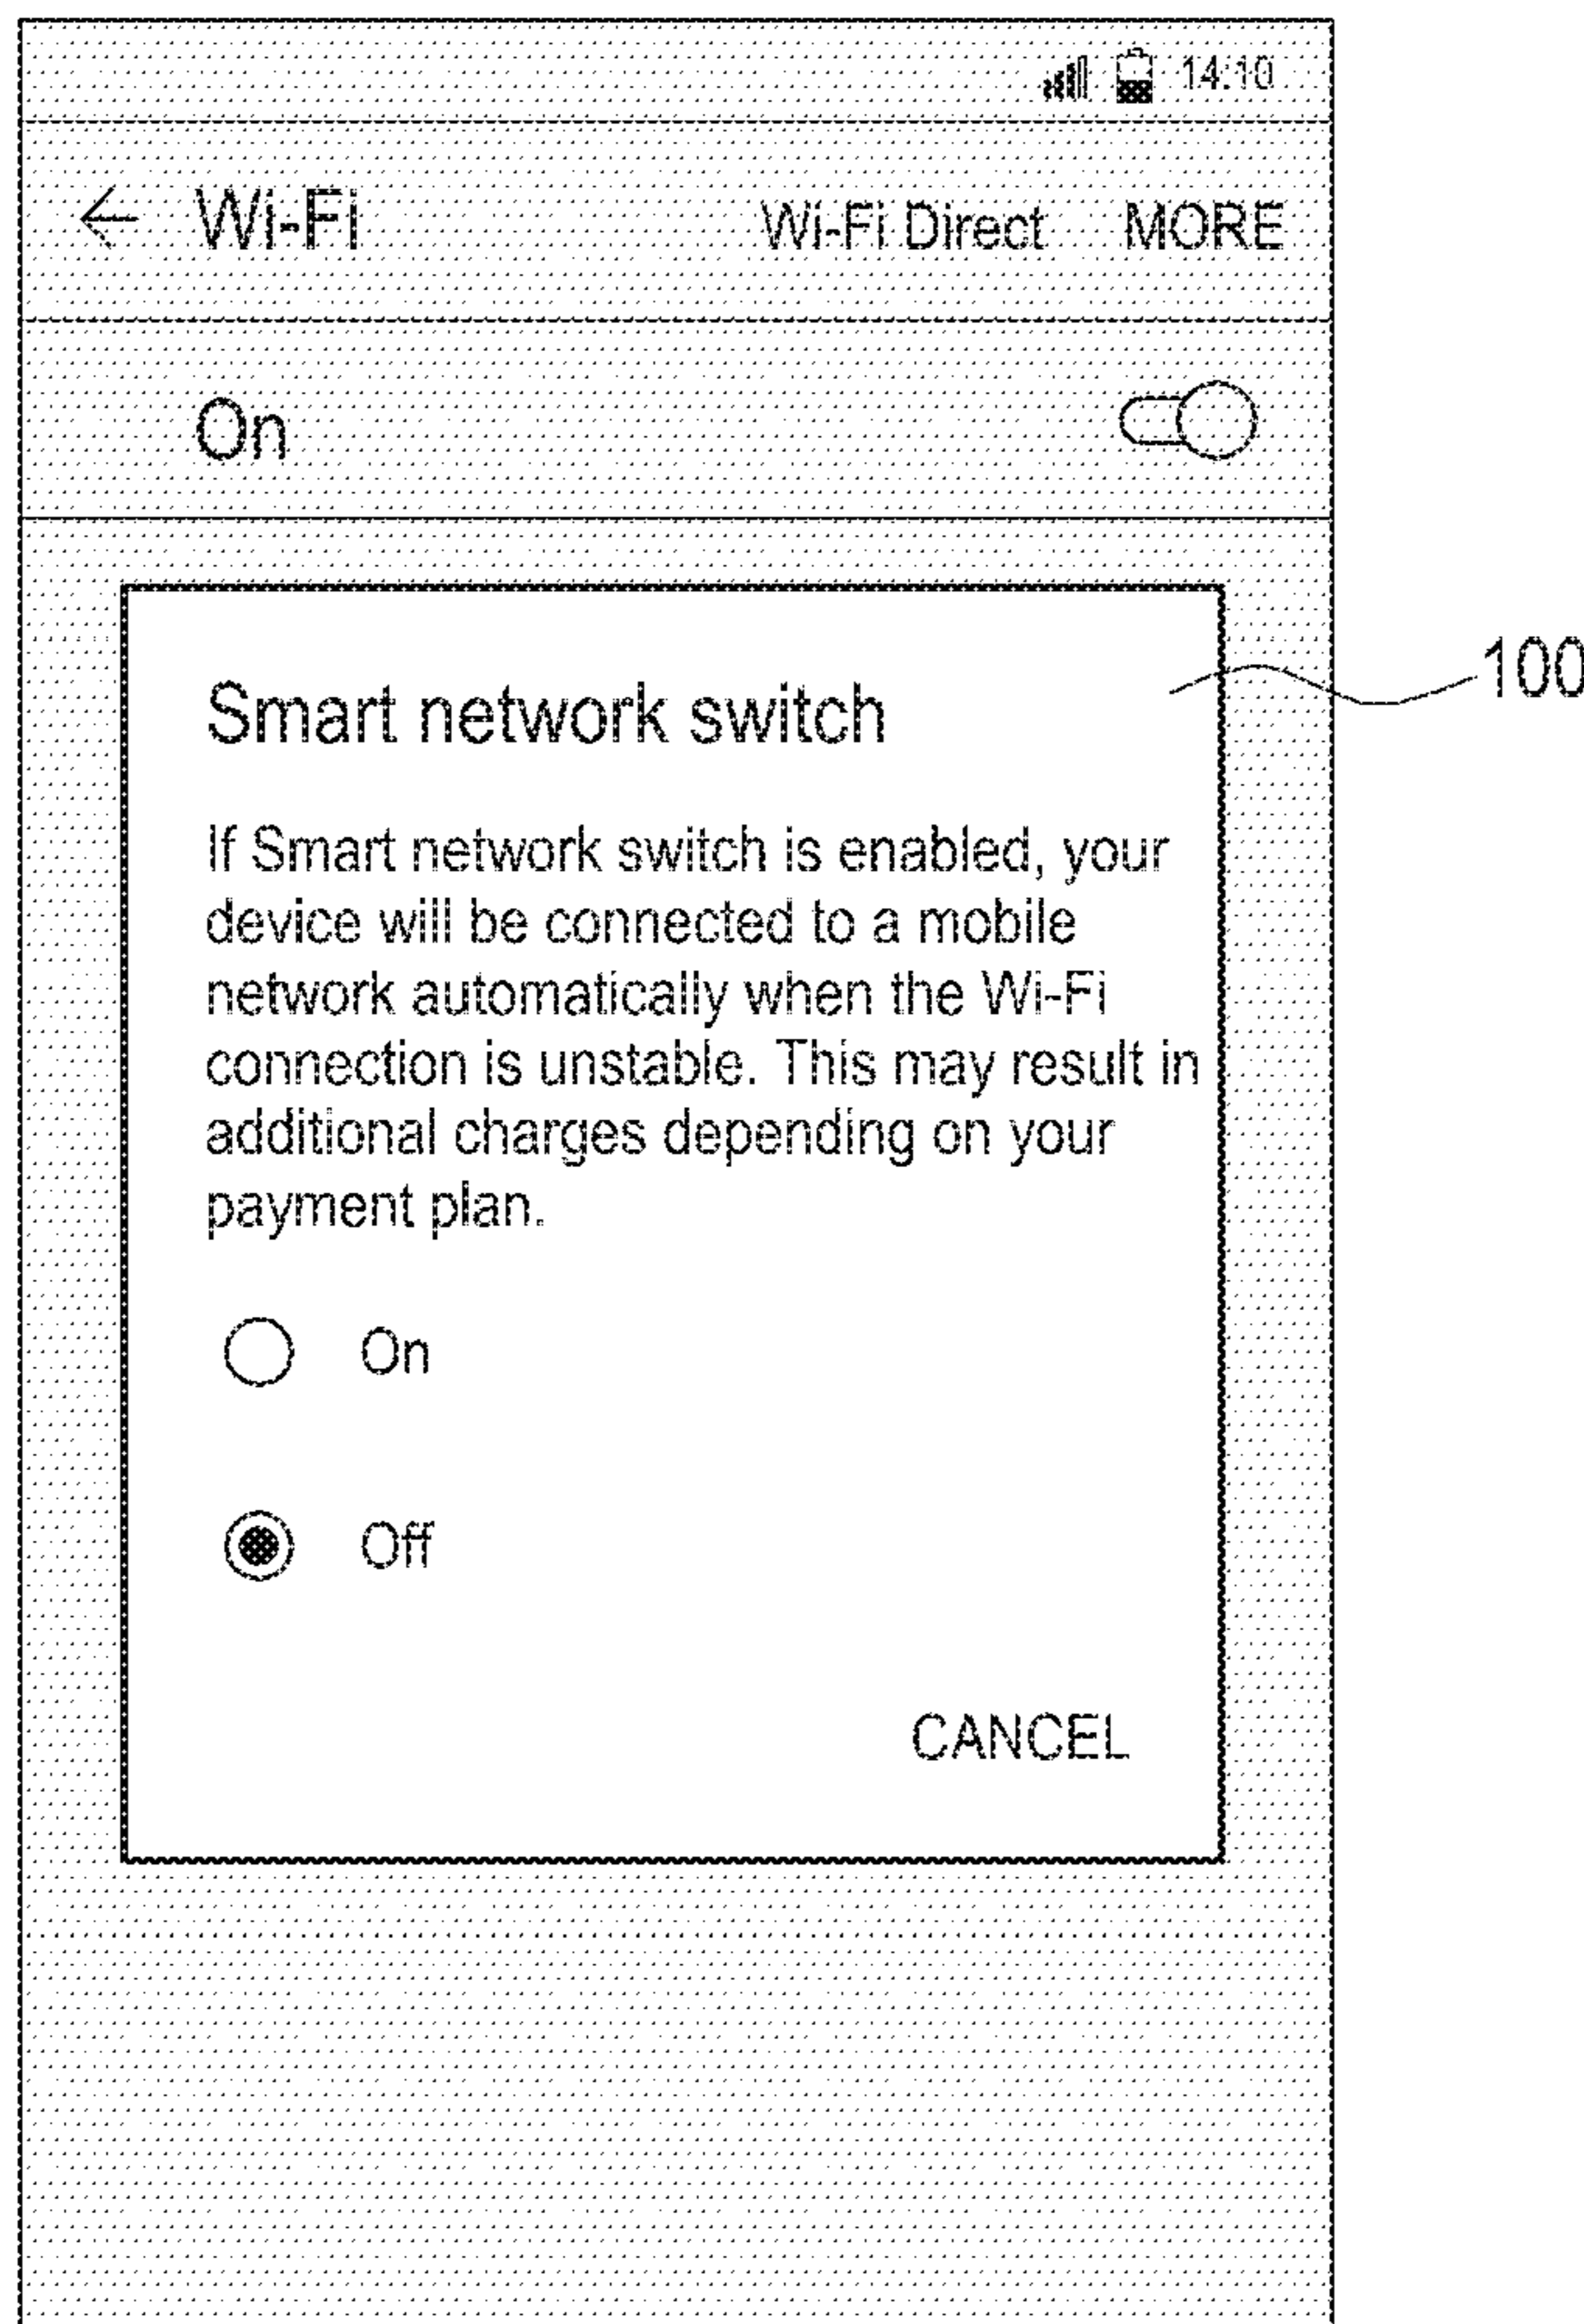 14:10
← Wi-Fi Wi-Fi Direct MORE
On
100
Smart network switch
If Smart network switch is enabled, your
device will be connected to a mobile
network automatically when the Wi-Fi
connection is unstable. This may result in
additional charges depending on your
payment plan.
On
Off
CANCEL